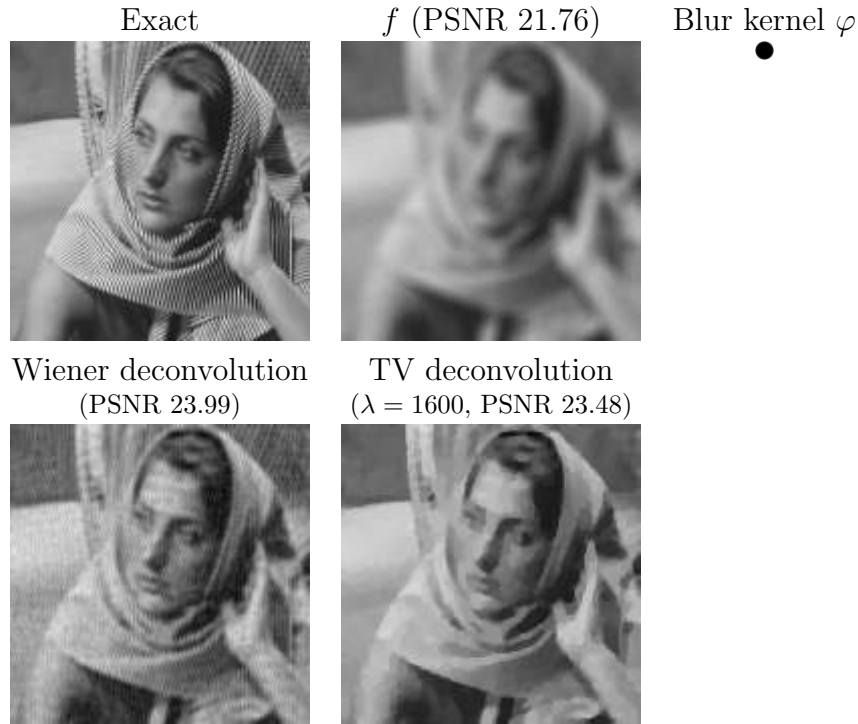 Exact
f (PSNR 21.76)
Blur kernel φ
Wiener deconvolution
(PSNR 23.99)
TV deconvolution
(λ = 1600, PSNR 23.48)